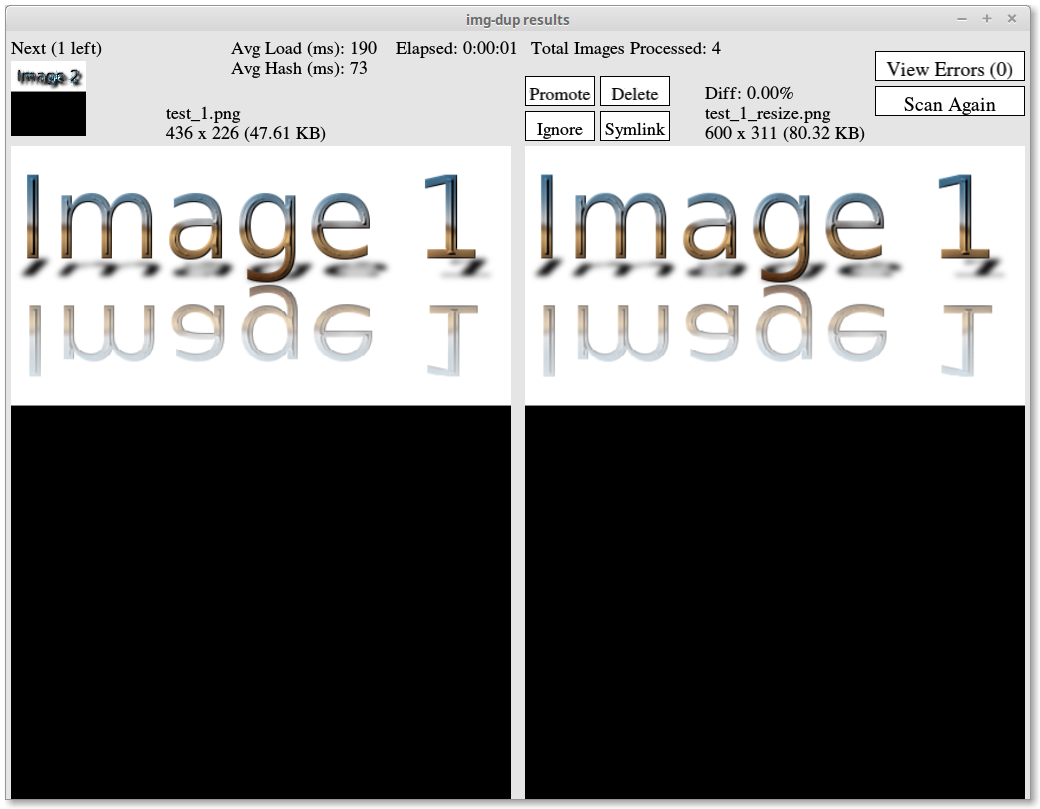 img-dup results
Next (1 left)
Avg Load (ms): 190 Elapsed: 0:00:01 Total Images Processed: 4
Avg Hash (ms): 73
Image 2
test_1.png
436 x 226 (47.61 KB)
Promote Delete
Ignore Symlink
Diff: 0.00%
test_1_resize.png
600 x 311 (80.32 KB)
View Errors (0)
Scan Again
Image 1
Image 1